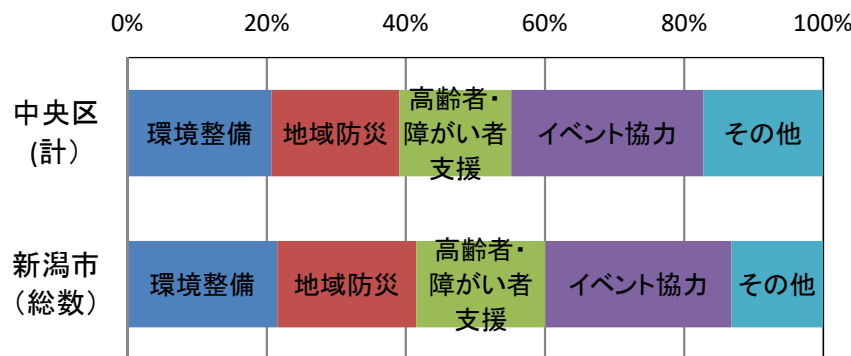 0% 20% 40% 60% 80% 100%
中央区
(計）
環境整備
地域防災
高齢者・
障がい者
支援
イベント協力
その他
新潟市
（総数）
環境整備
地域防災
高齢者・
障がい者
支援
イベント協力
その他